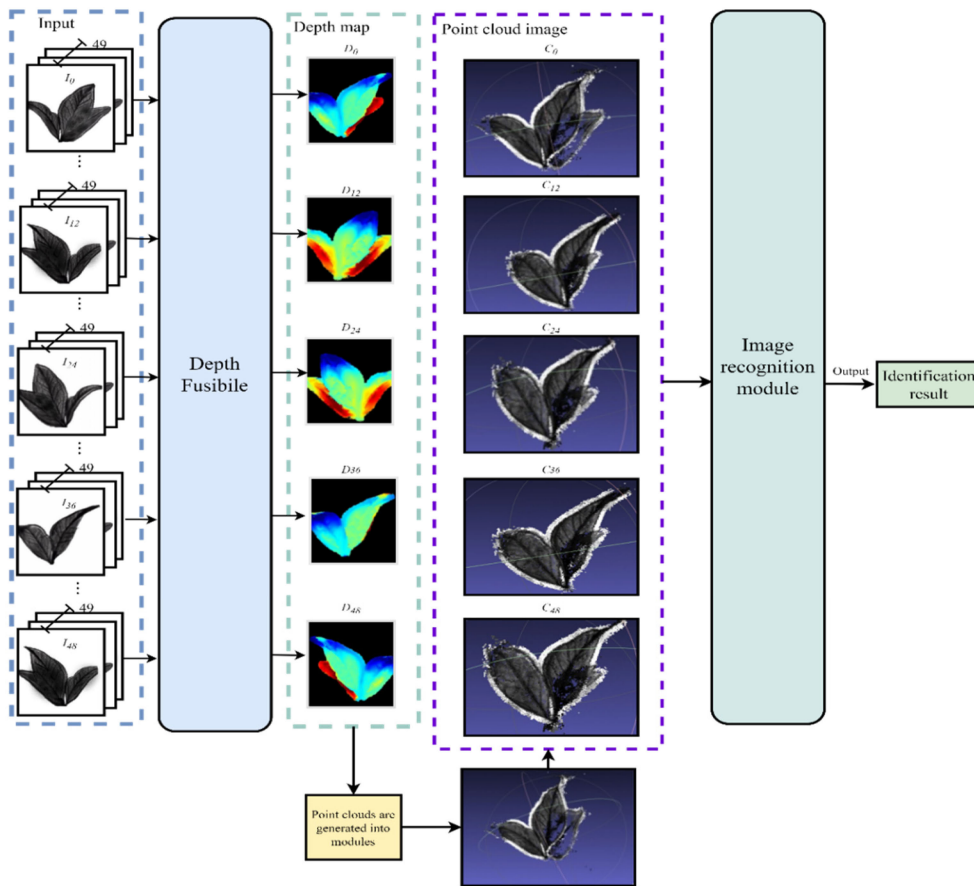 Input
49
I0
...
49
I12
...
49
I24
...
49
I36
...
49
I48
Depth
Fusibile
Depth map
D0
D12
D24
D36
D48
Point cloud image
C0
C12
C24
C36
C48
Point clouds are
generated into
modules
Image
recognition
module
Output
Identification
result